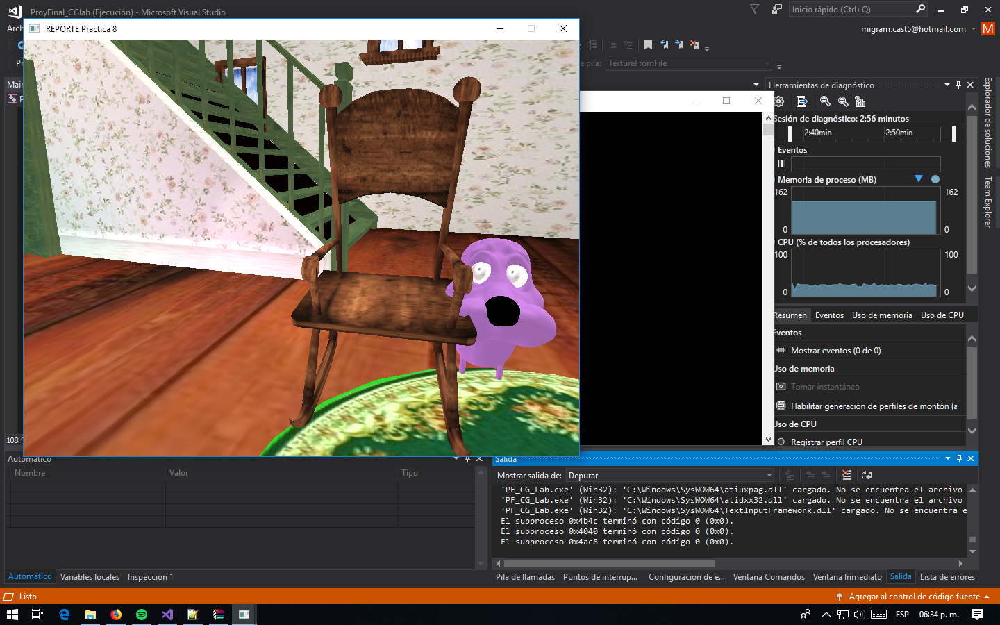 ProyFinal_CGlab (Ejecución) - Microsoft Visual Studio
Inicio rápido (Ctrl+Q)
REPORTE Practica 8
migram.cast5@hotmail.com
M
de pila:
TextureFromFile
Herramientas de diagnóstico
Sesión de diagnóstico: 2:56 minutos
2:40min
2:50min
Eventos
Memoria de proceso (MB)
162
162
0
0
CPU (% de todos los procesadores)
100
100
0
0
Resumen
Eventos
Uso de memoria
Uso de CPU
Eventos
Mostrar eventos (0 de 0)
Uso de memoria
Tomar instantánea
Habilitar generación de perfiles de montón (a
Uso de CPU
Registrar perfil CPU
Explorador de soluciones
Team Explorer
108 %
Automático
Nombre
Valor
Tipo
Automático
Variables locales
Inspección 1
Salida
Mostrar salida de:
Depurar
'PF_CG_Lab.exe' (Win32): 'C:\Windows\SysWOW64\atiuxpag.dll' cargado. No se encuentra el archivo
'PF_CG_Lab.exe' (Win32): 'C:\Windows\SysWOW64\atidxx32.dll' cargado. No se encuentra el archivo
'PF_CG_Lab.exe' (Win32): 'C:\Windows\SysWOW64\TextInputFramework.dll' cargado. No se encuentra e
El subproceso 0x4b4c terminó con código 0 (0x0).
El subproceso 0x4040 terminó con código 0 (0x0).
El subproceso 0x4ac8 terminó con código 0 (0x0).
Pila de llamadas
Puntos de interrup...
Configuración de e...
Ventana Comandos
Ventana Inmediato
Salida
Lista de errores
Listo
Agregar al control de código fuente
ESP
06:34 p. m.